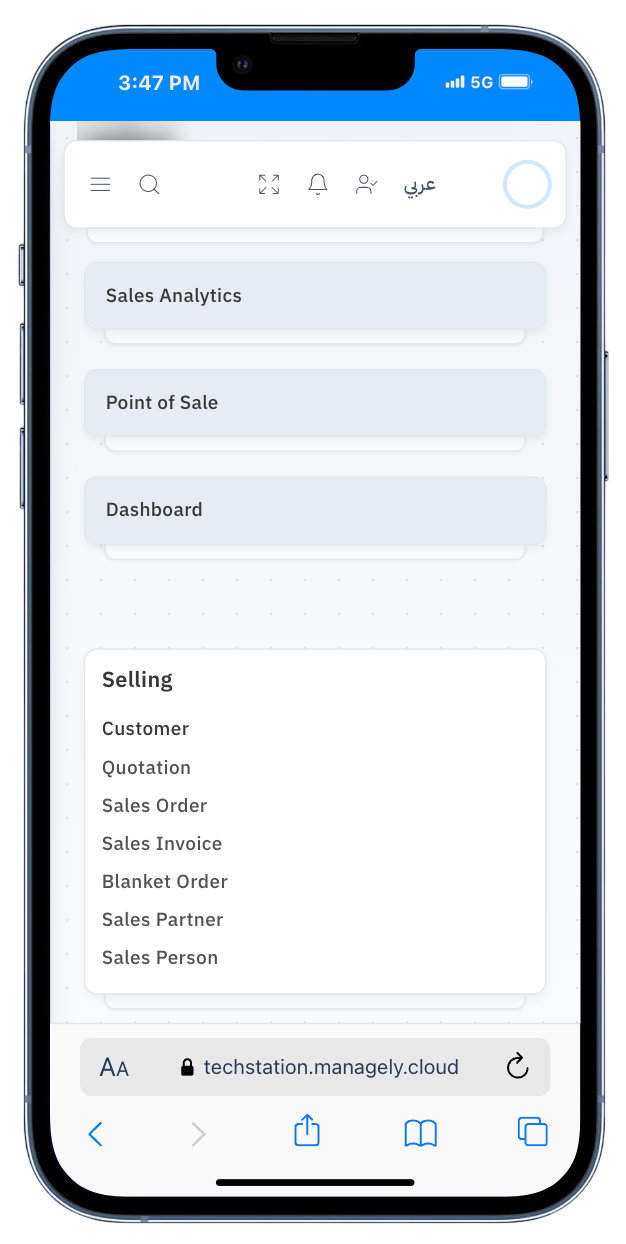 3:47 PM
5G
عربي
Sales Analytics
Point of Sale
Dashboard
Selling
Customer
Quotation
Sales Order
Sales Invoice
Blanket Order
Sales Partner
Sales Person
AA
techstation.managely.cloud